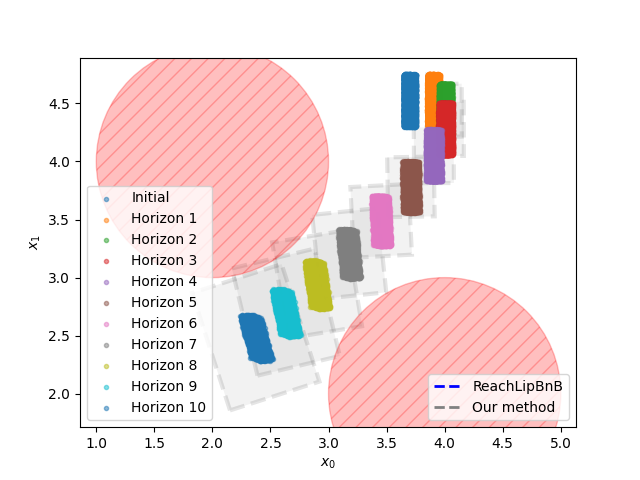 4.5
4.0
3.5
3.0
2.5
2.0
x₁
Initial
Horizon 1
Horizon 2
Horizon 3
Horizon 4
Horizon 5
Horizon 6
Horizon 7
Horizon 8
Horizon 9
Horizon 10
ReachLipBnB
Our method
1.0 1.5 2.0 2.5 3.0 3.5 4.0 4.5 5.0
x₀